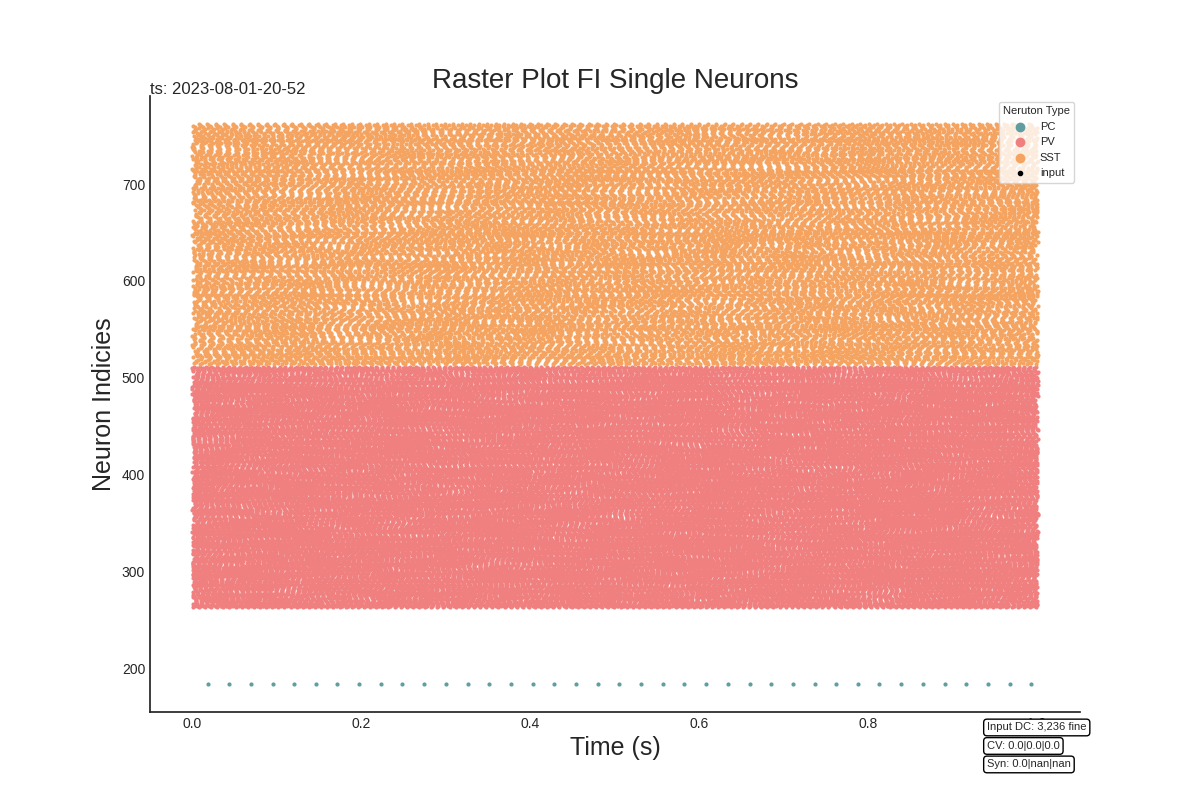 Raster Plot FI Single Neurons
ts: 2023-08-01-20-52
Neruton Type
PC
PV
SST
input
700
600
500
400
300
200
Neuron Indicies
0.0 0.2 0.4 0.6 0.8
Time (s)
Input DC: 3,236 fine
CV: 0.0|0.0|0.0
Syn: 0.0|nan|nan